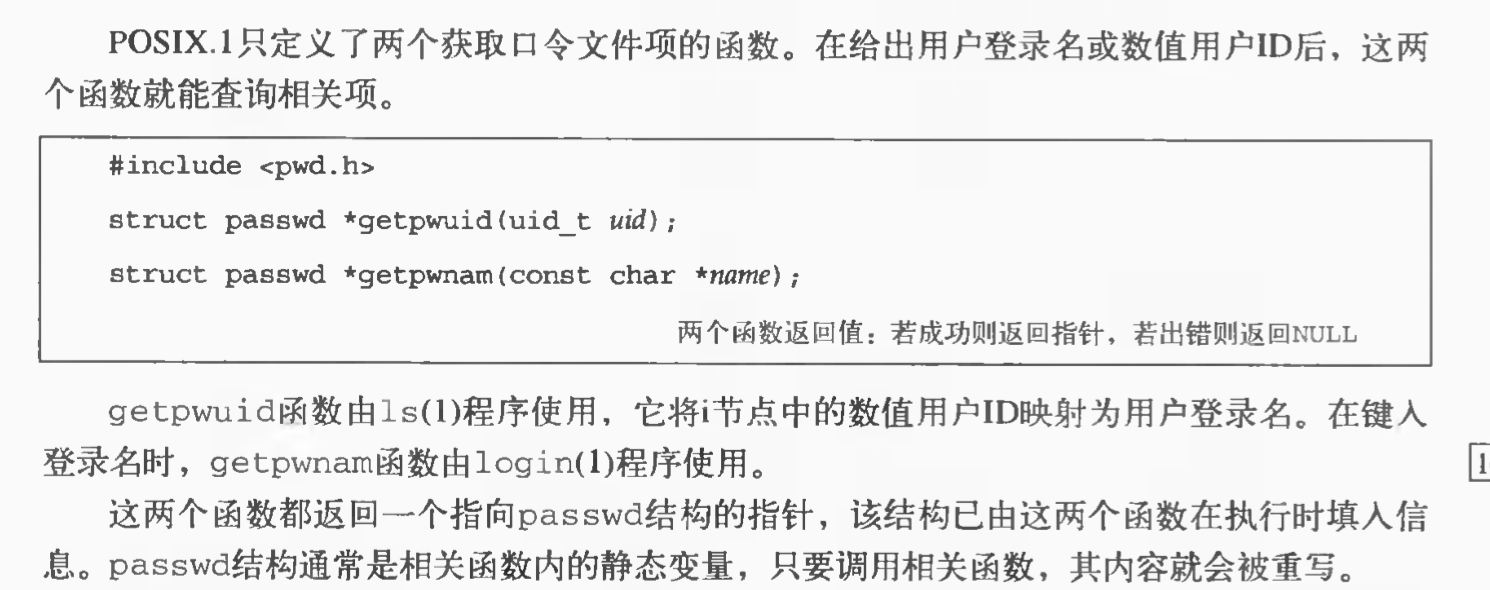 POSIX.1只定义了两个获取口令文件项的函数。在给出用户登录名或数值用户ID后，这两
个函数就能查询相关项。
#include <pwd.h>
struct passwd *getpwuid(uid_t uid);
struct passwd *getpwnam(const char *name);
两个函数返回值：若成功则返回指针，若出错则返回NULL
getpwuid函数由ls(1)程序使用，它将i节点中的数值用户ID映射为用户登录名。在键入
登录名时，getpwnam函数由login(1)程序使用。
这两个函数都返回一个指向passwd结构的指针，该结构已由这两个函数在执行时填入信
息。passwd结构通常是相关函数内的静态变量，只要调用相关函数，其内容就会被重写。